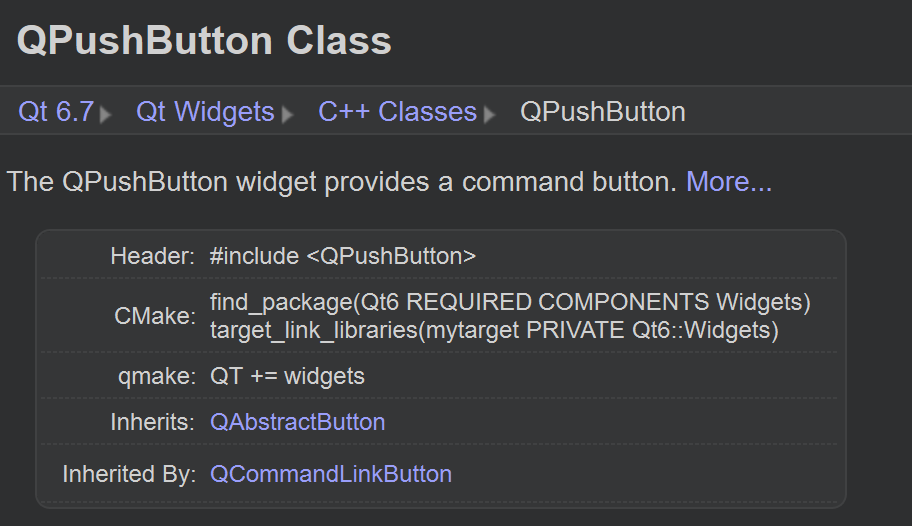 QPushButton Class
Qt 6.7 Qt Widgets C++ Classes QPushButton
The QPushButton widget provides a command button. More...
Header: #include <QPushButton>
CMake: find_package(Qt6 REQUIRED COMPONENTS Widgets)
target_link_libraries(mytarget PRIVATE Qt6::Widgets)
qmake: QT += widgets
Inherits: QAbstractButton
Inherited By: QCommandLinkButton